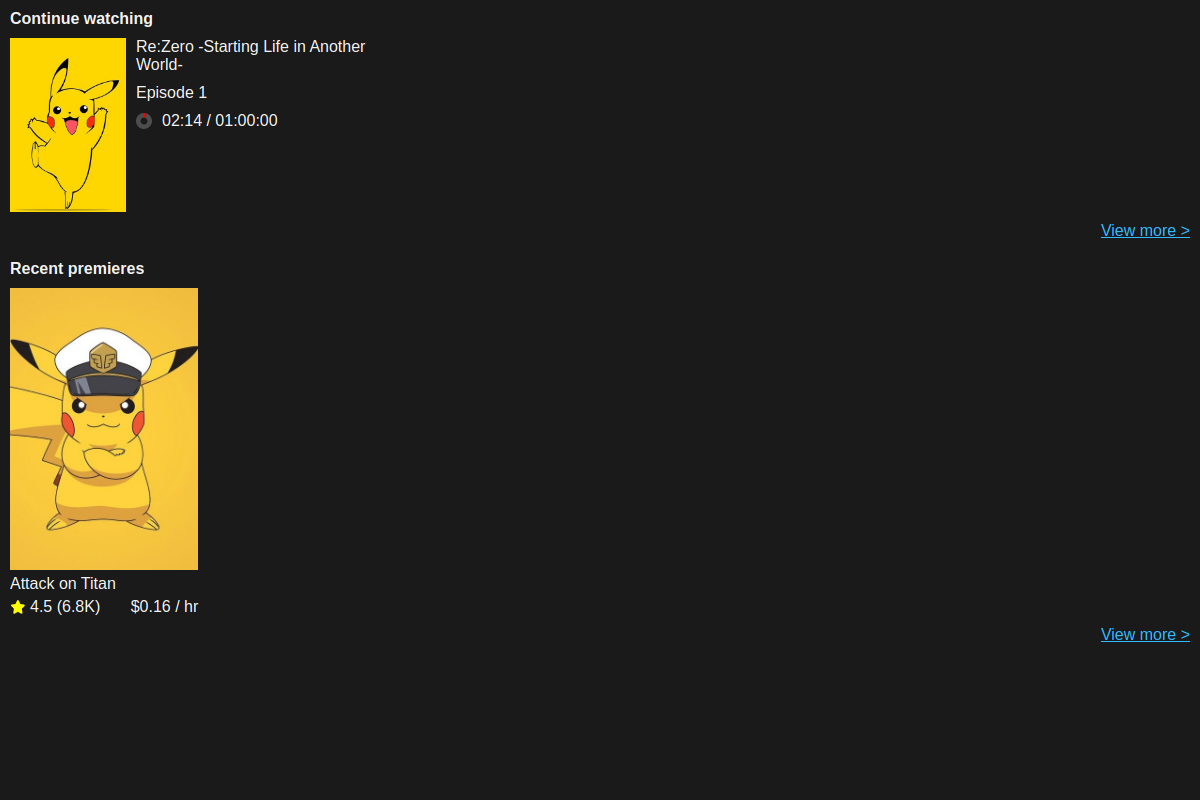 Continue watching
Re:Zero -Starting Life in Another
World-
Episode 1
02:14 / 01:00:00
View more >
Recent premieres
Attack on Titan
4.5 (6.8K) $0.16 / hr
View more >